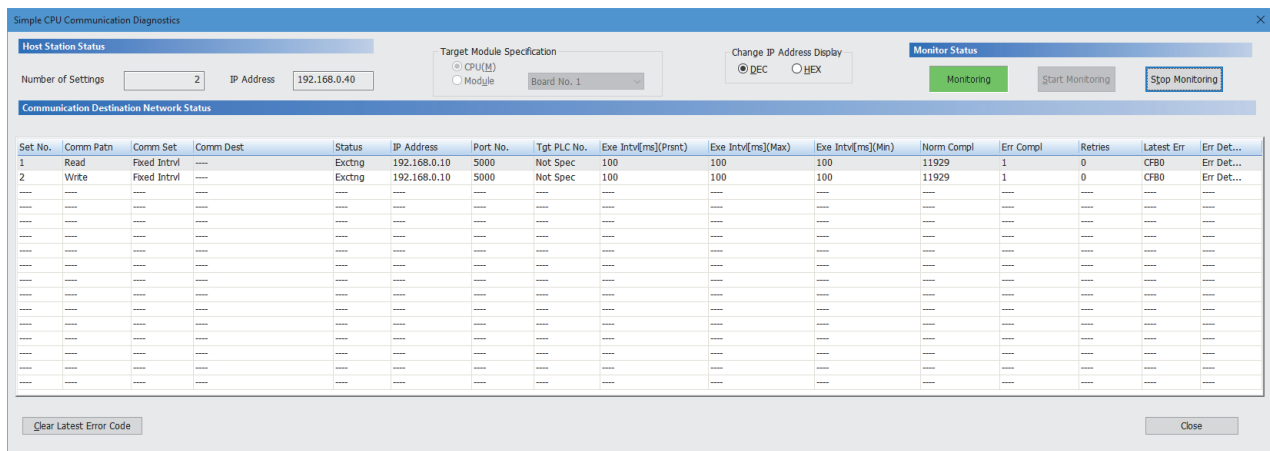 Simple CPU Communication Diagnostics
Host Station Status
Number of Settings 2 IP Address 192.168.0.40
Target Module Specification
CPU(M)
Module Board No. 1
Change IP Address Display
DEC HEX
Monitor Status
Monitoring Start Monitoring Stop Monitoring
Communication Destination Network Status
Set No. Comm Patn Comm Set Comm Dest Status IP Address Port No. Tgt PLC No. Exe Intvl[ms](Prsnt) Exe Intvl[ms](Max) Exe Intvl[ms](Min) Norm Compl Err Compl Retries Latest Err Err Det...
1 Read Fixed Intrvl ---- Exctng 192.168.0.10 5000 Not Spec 100 100 100 11929 1 0 CFB0 Err Det...
2 Write Fixed Intrvl ---- Exctng 192.168.0.10 5000 Not Spec 100 100 100 11929 1 0 CFB0 Err Det...
---- ---- ---- ---- ---- ---- ---- ---- ---- ---- ---- ---- ---- ---- ---- ----
---- ---- ---- ---- ---- ---- ---- ---- ---- ---- ---- ---- ---- ---- ---- ----
---- ---- ---- ---- ---- ---- ---- ---- ---- ---- ---- ---- ---- ---- ---- ----
---- ---- ---- ---- ---- ---- ---- ---- ---- ---- ---- ---- ---- ---- ---- ----
---- ---- ---- ---- ---- ---- ---- ---- ---- ---- ---- ---- ---- ---- ---- ----
---- ---- ---- ---- ---- ---- ---- ---- ---- ---- ---- ---- ---- ---- ---- ----
---- ---- ---- ---- ---- ---- ---- ---- ---- ---- ---- ---- ---- ---- ---- ----
---- ---- ---- ---- ---- ---- ---- ---- ---- ---- ---- ---- ---- ---- ---- ----
---- ---- ---- ---- ---- ---- ---- ---- ---- ---- ---- ---- ---- ---- ---- ----
---- ---- ---- ---- ---- ---- ---- ---- ---- ---- ---- ---- ---- ---- ---- ----
---- ---- ---- ---- ---- ---- ---- ---- ---- ---- ---- ---- ---- ---- ---- ----
---- ---- ---- ---- ---- ---- ---- ---- ---- ---- ---- ---- ---- ---- ---- ----
---- ---- ---- ---- ---- ---- ---- ---- ---- ---- ---- ---- ---- ---- ---- ----
---- ---- ---- ---- ---- ---- ---- ---- ---- ---- ---- ---- ---- ---- ---- ----
Clear Latest Error Code Close